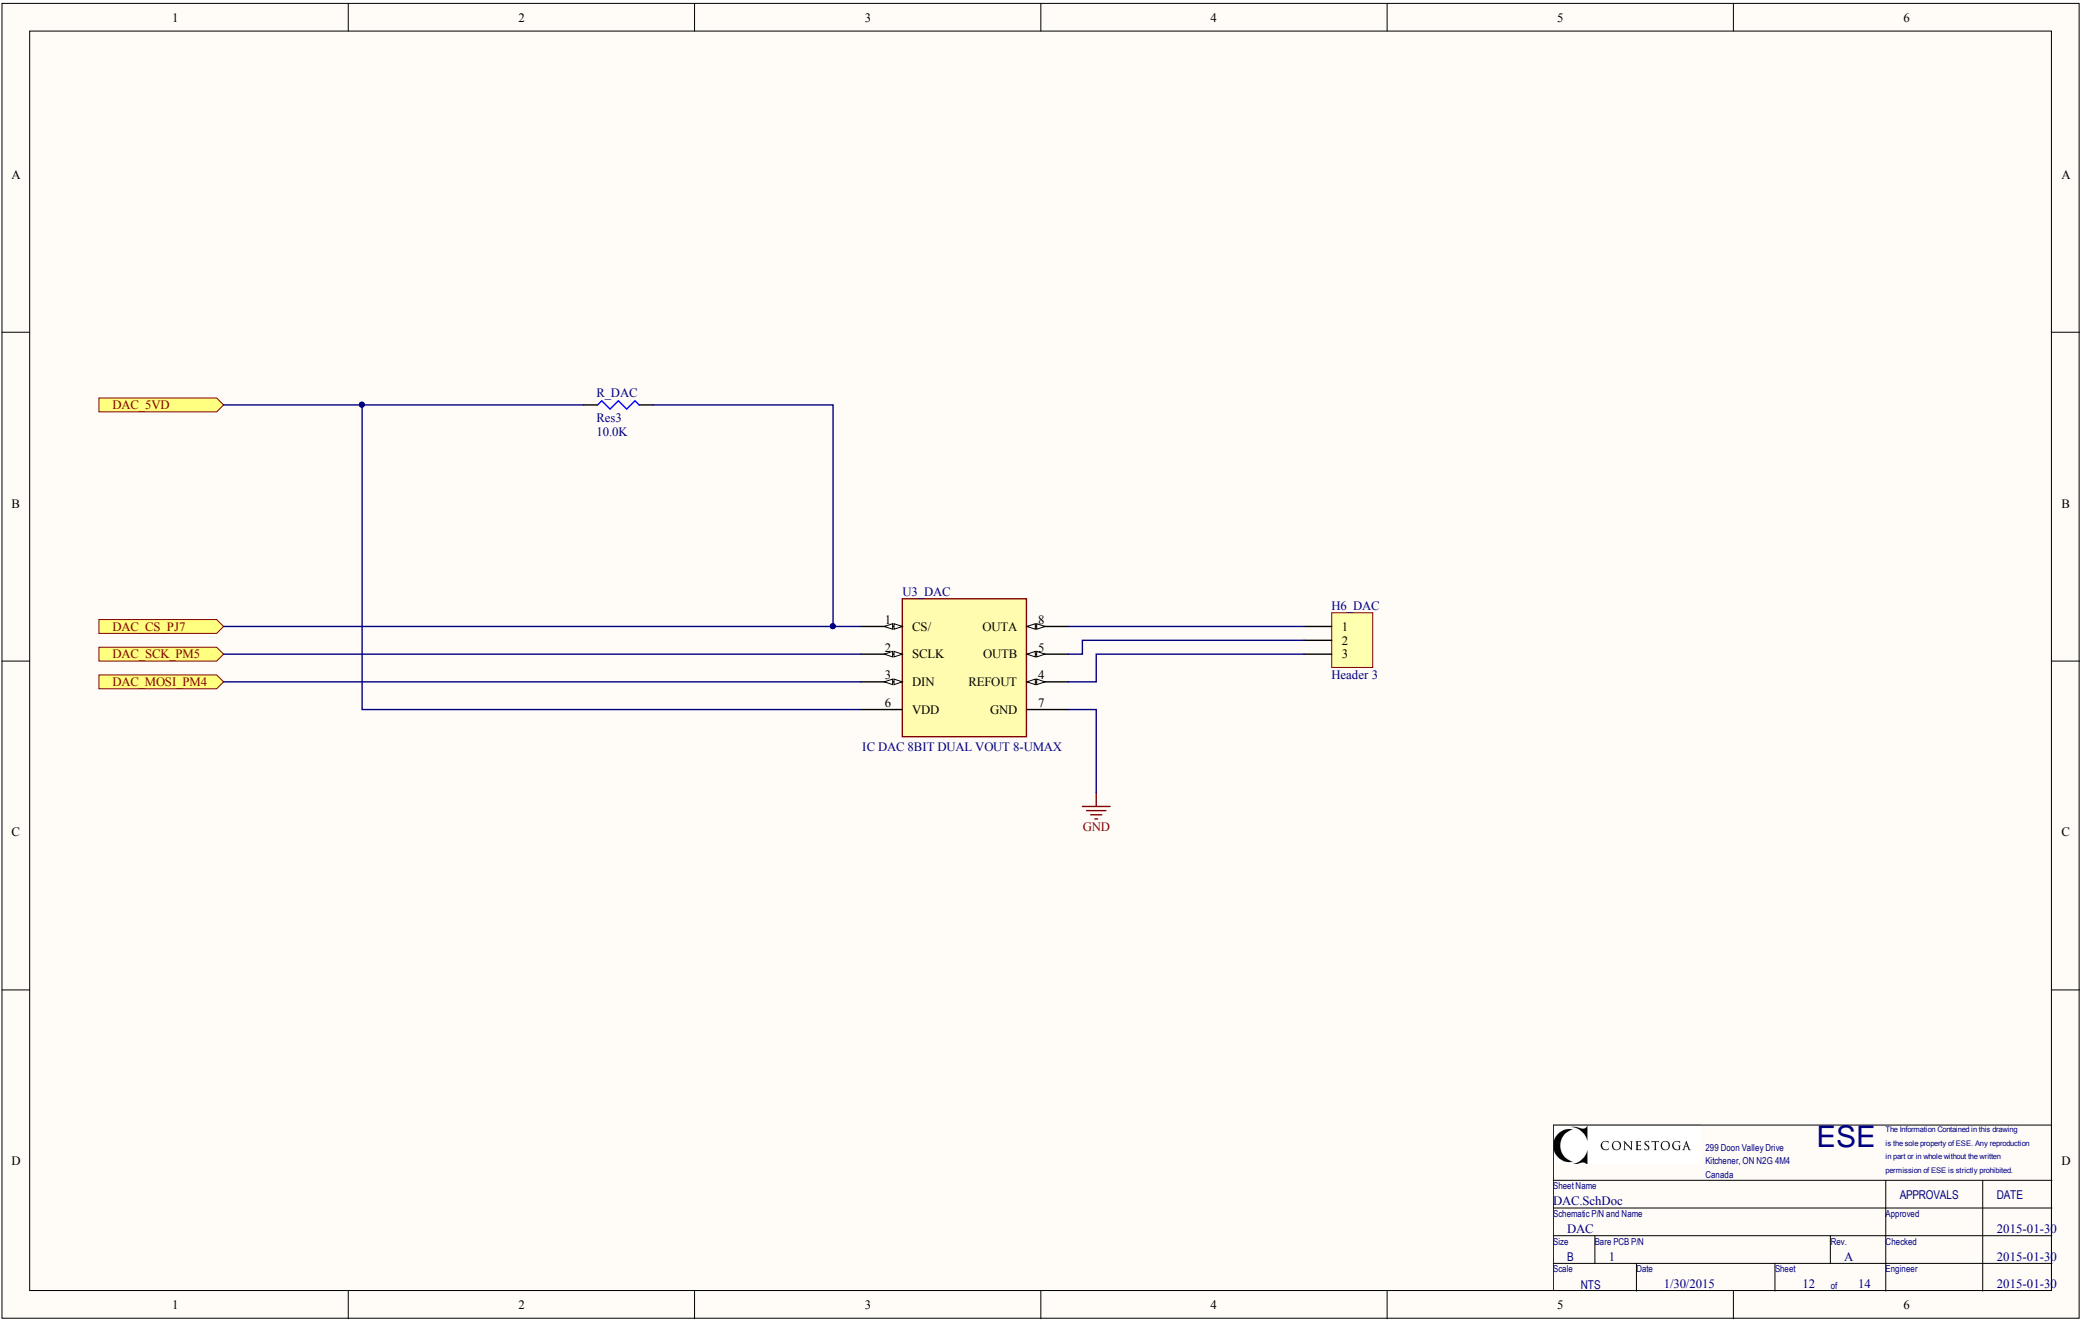 1 2 3 4 5 6
A A
DAC_5VD
R_DAC
Res3
10.0K
B B
U3_DAC
H6_DAC
DAC_CS_PJ7 1 CS/ OUTA 8 1
2
DAC_SCK_PM5 2 SCLK OUTB 5 3
DAC_MOSI_PM4 3 DIN REFOUT 4
Header 3
6 VDD GND 7
IC DAC 8BIT DUAL VOUT 8-UMAX
GND
C C
D D
CONESTOGA
299 Doon Valley Drive
Kitchener, ON N2G 4M4
Canada
ESE
The Information Contained in this drawing
is the sole property of ESE. Any reproduction
in part or in whole without the written
permission of ESE is strictly prohibited.
Sheet Name
DAC.SchDoc
APPROVALS DATE
Schematic P/N and Name
DAC
Approved
2015-01-30
Size Bare PCB P/N Rev. Checked
B 1 A 2015-01-30
Scale Date Sheet Engineer
NTS 1/30/2015 12 of 14 2015-01-30
1 2 3 4 5 6